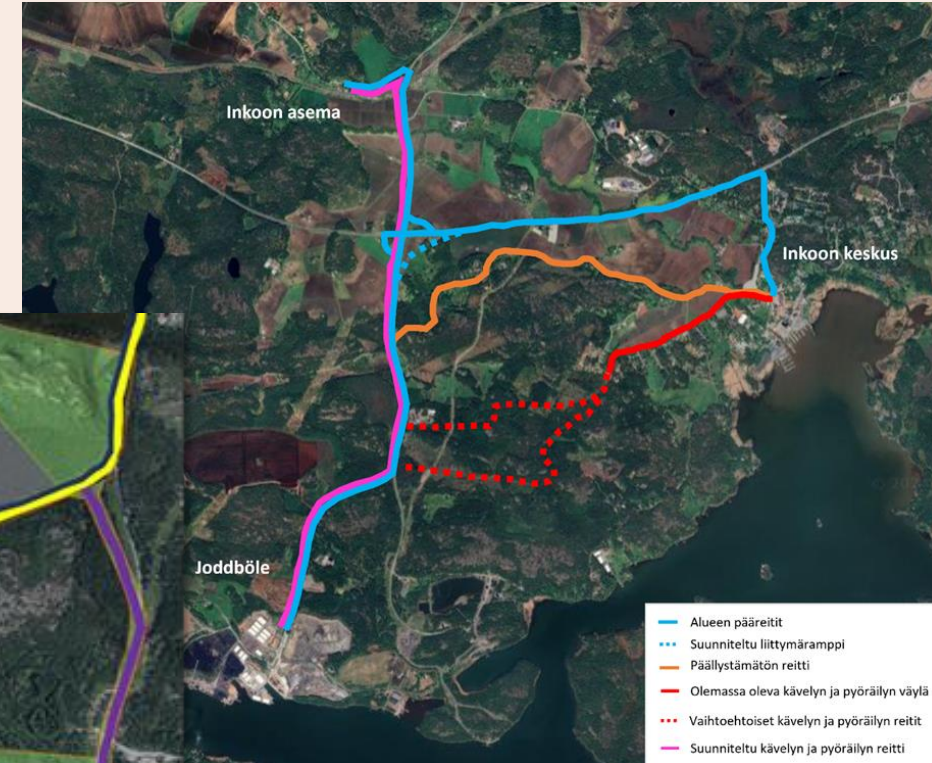 Inkoon asema
Inkoon keskus
Joddböle
Alueen pääreitit
Suunniteltu liittymäramppi
Päällystämätön reitti
Olemassa oleva kävelyn ja pyöräilyn väylä
Vaihtoehtoiset kävelyn ja pyöräilyn reitit
Suunniteltu kävelyn ja pyöräilyn reitti